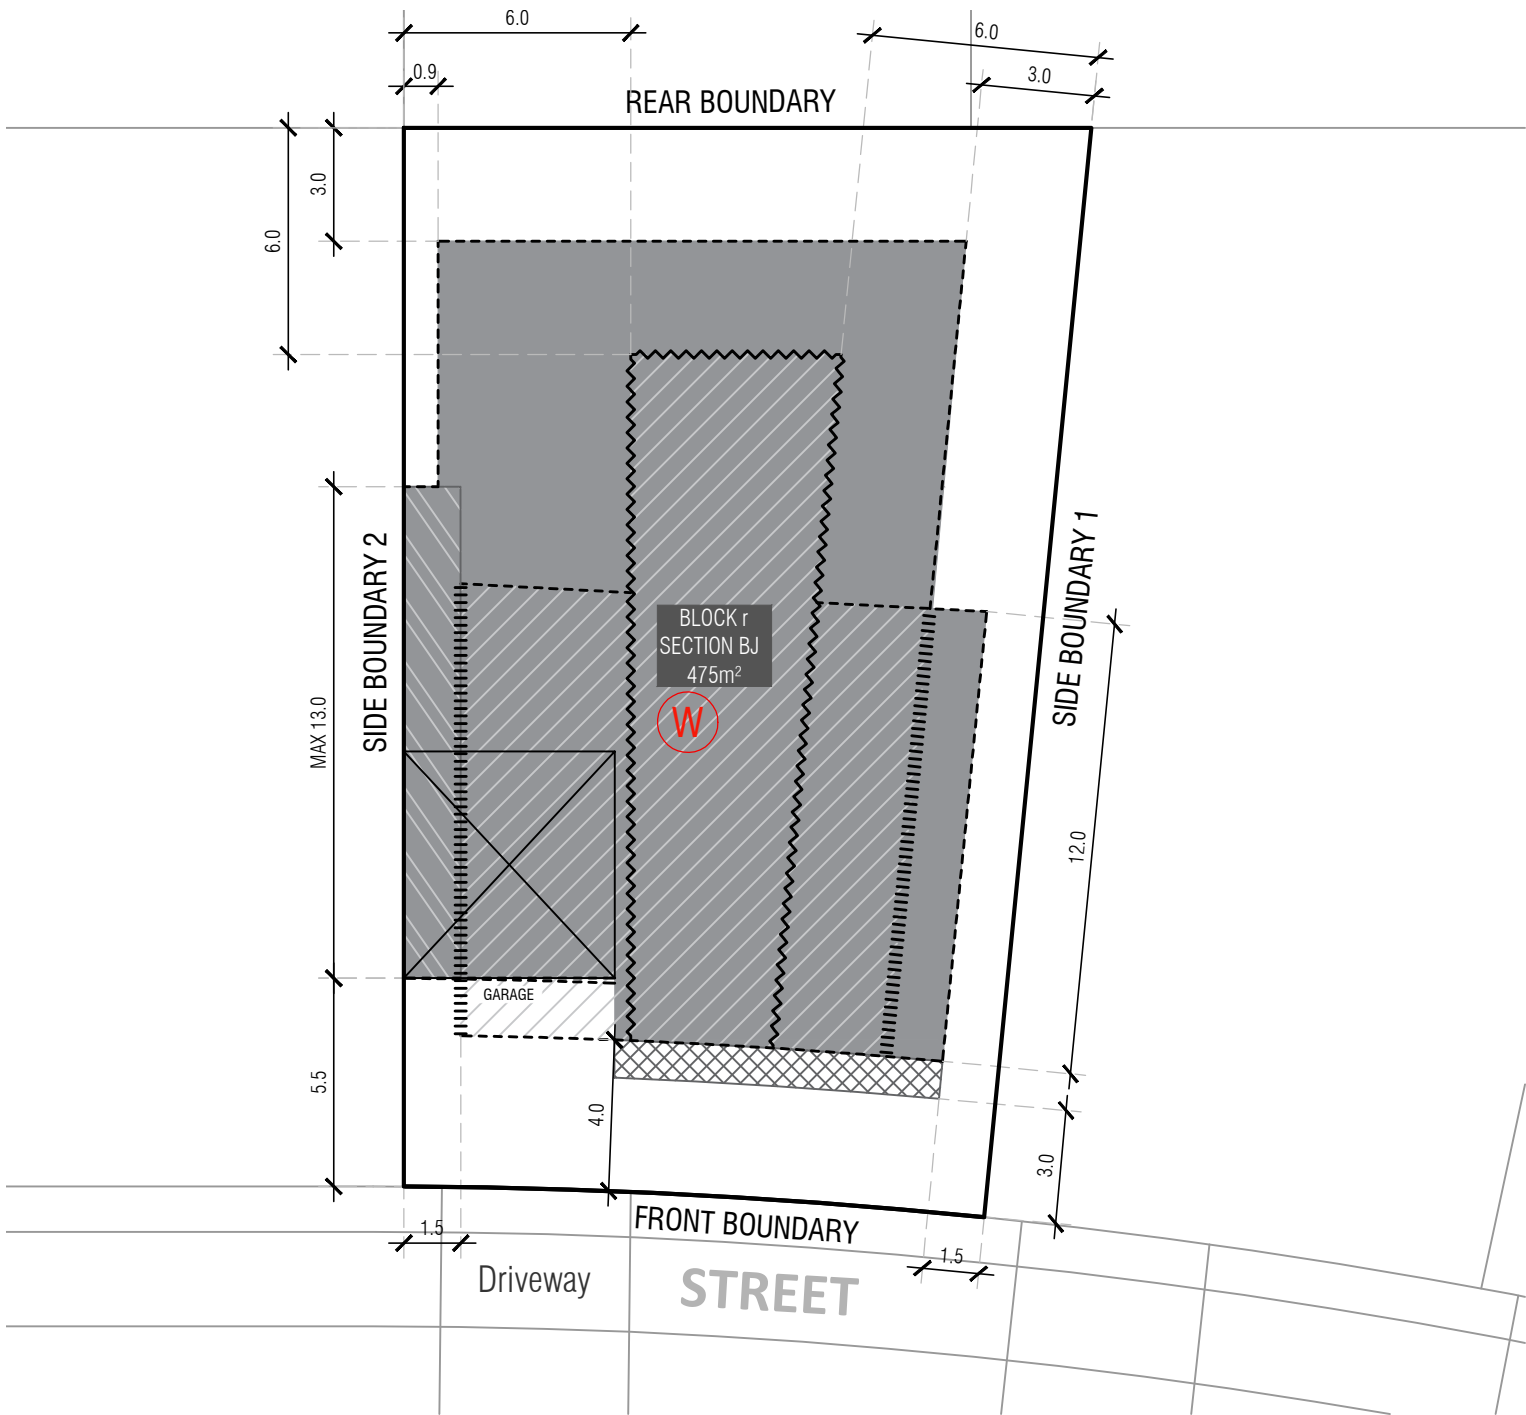 6.0
6.0
0.9
3.0
REAR BOUNDARY
3.0
6.0
SIDE BOUNDARY 2
SIDE BOUNDARY 1
BLOCK r
SECTION BJ
475m²
W
MAX 13.0
12.0
GARAGE
5.5
4.0
3.0
1.5
FRONT BOUNDARY
1.5
Driveway
STREET